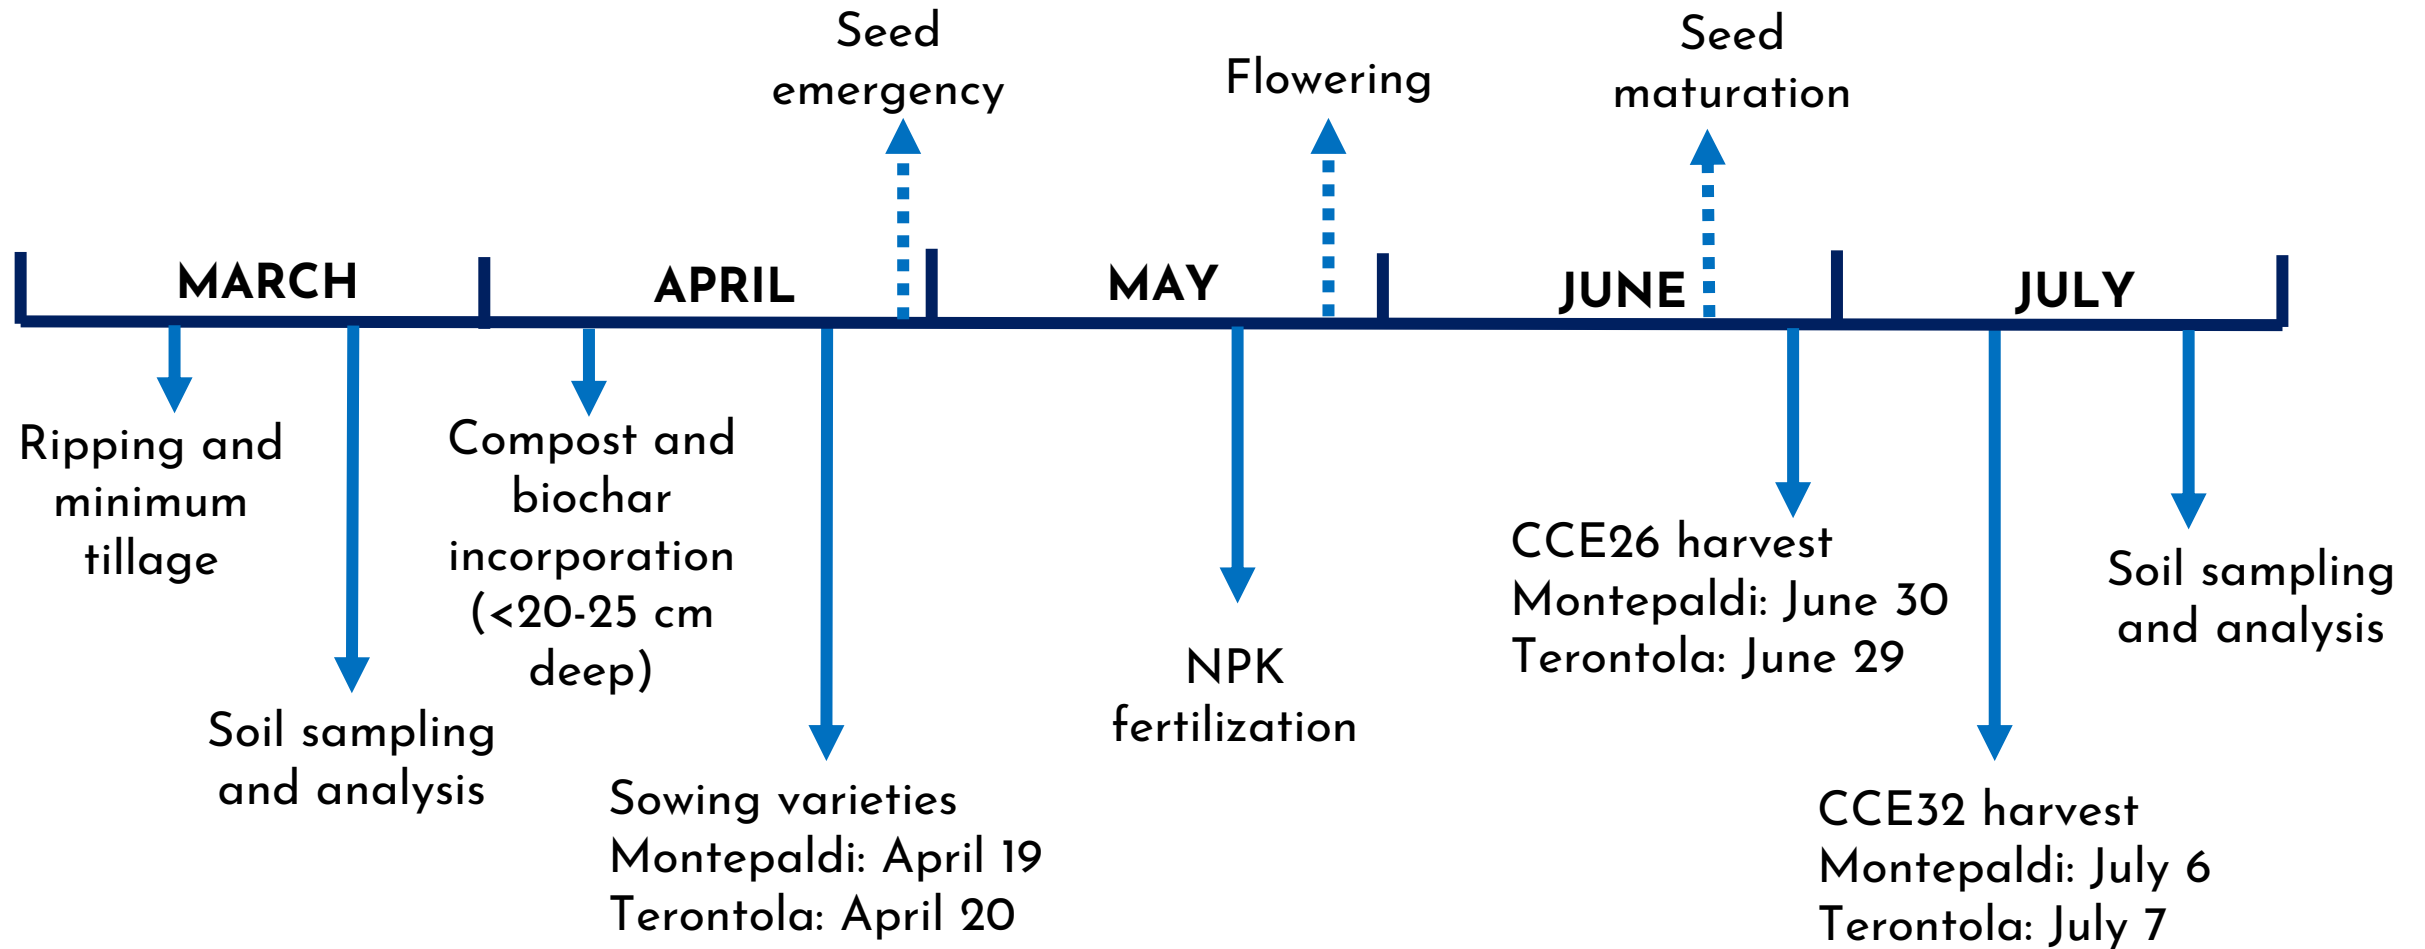 Seed
emergency
Flowering
Seed
maturation
MARCH
APRIL
MAY
JUNE
JULY
Ripping and
minimum
tillage
Soil sampling
and analysis
Compost and
biochar
incorporation
(<20-25 cm
deep)
Sowing varieties
Montepaldi: April 19
Terontola: April 20
NPK
fertilization
CCE26 harvest
Montepaldi: June 30
Terontola: June 29
CCE32 harvest
Montepaldi: July 6
Terontola: July 7
Soil sampling
and analysis